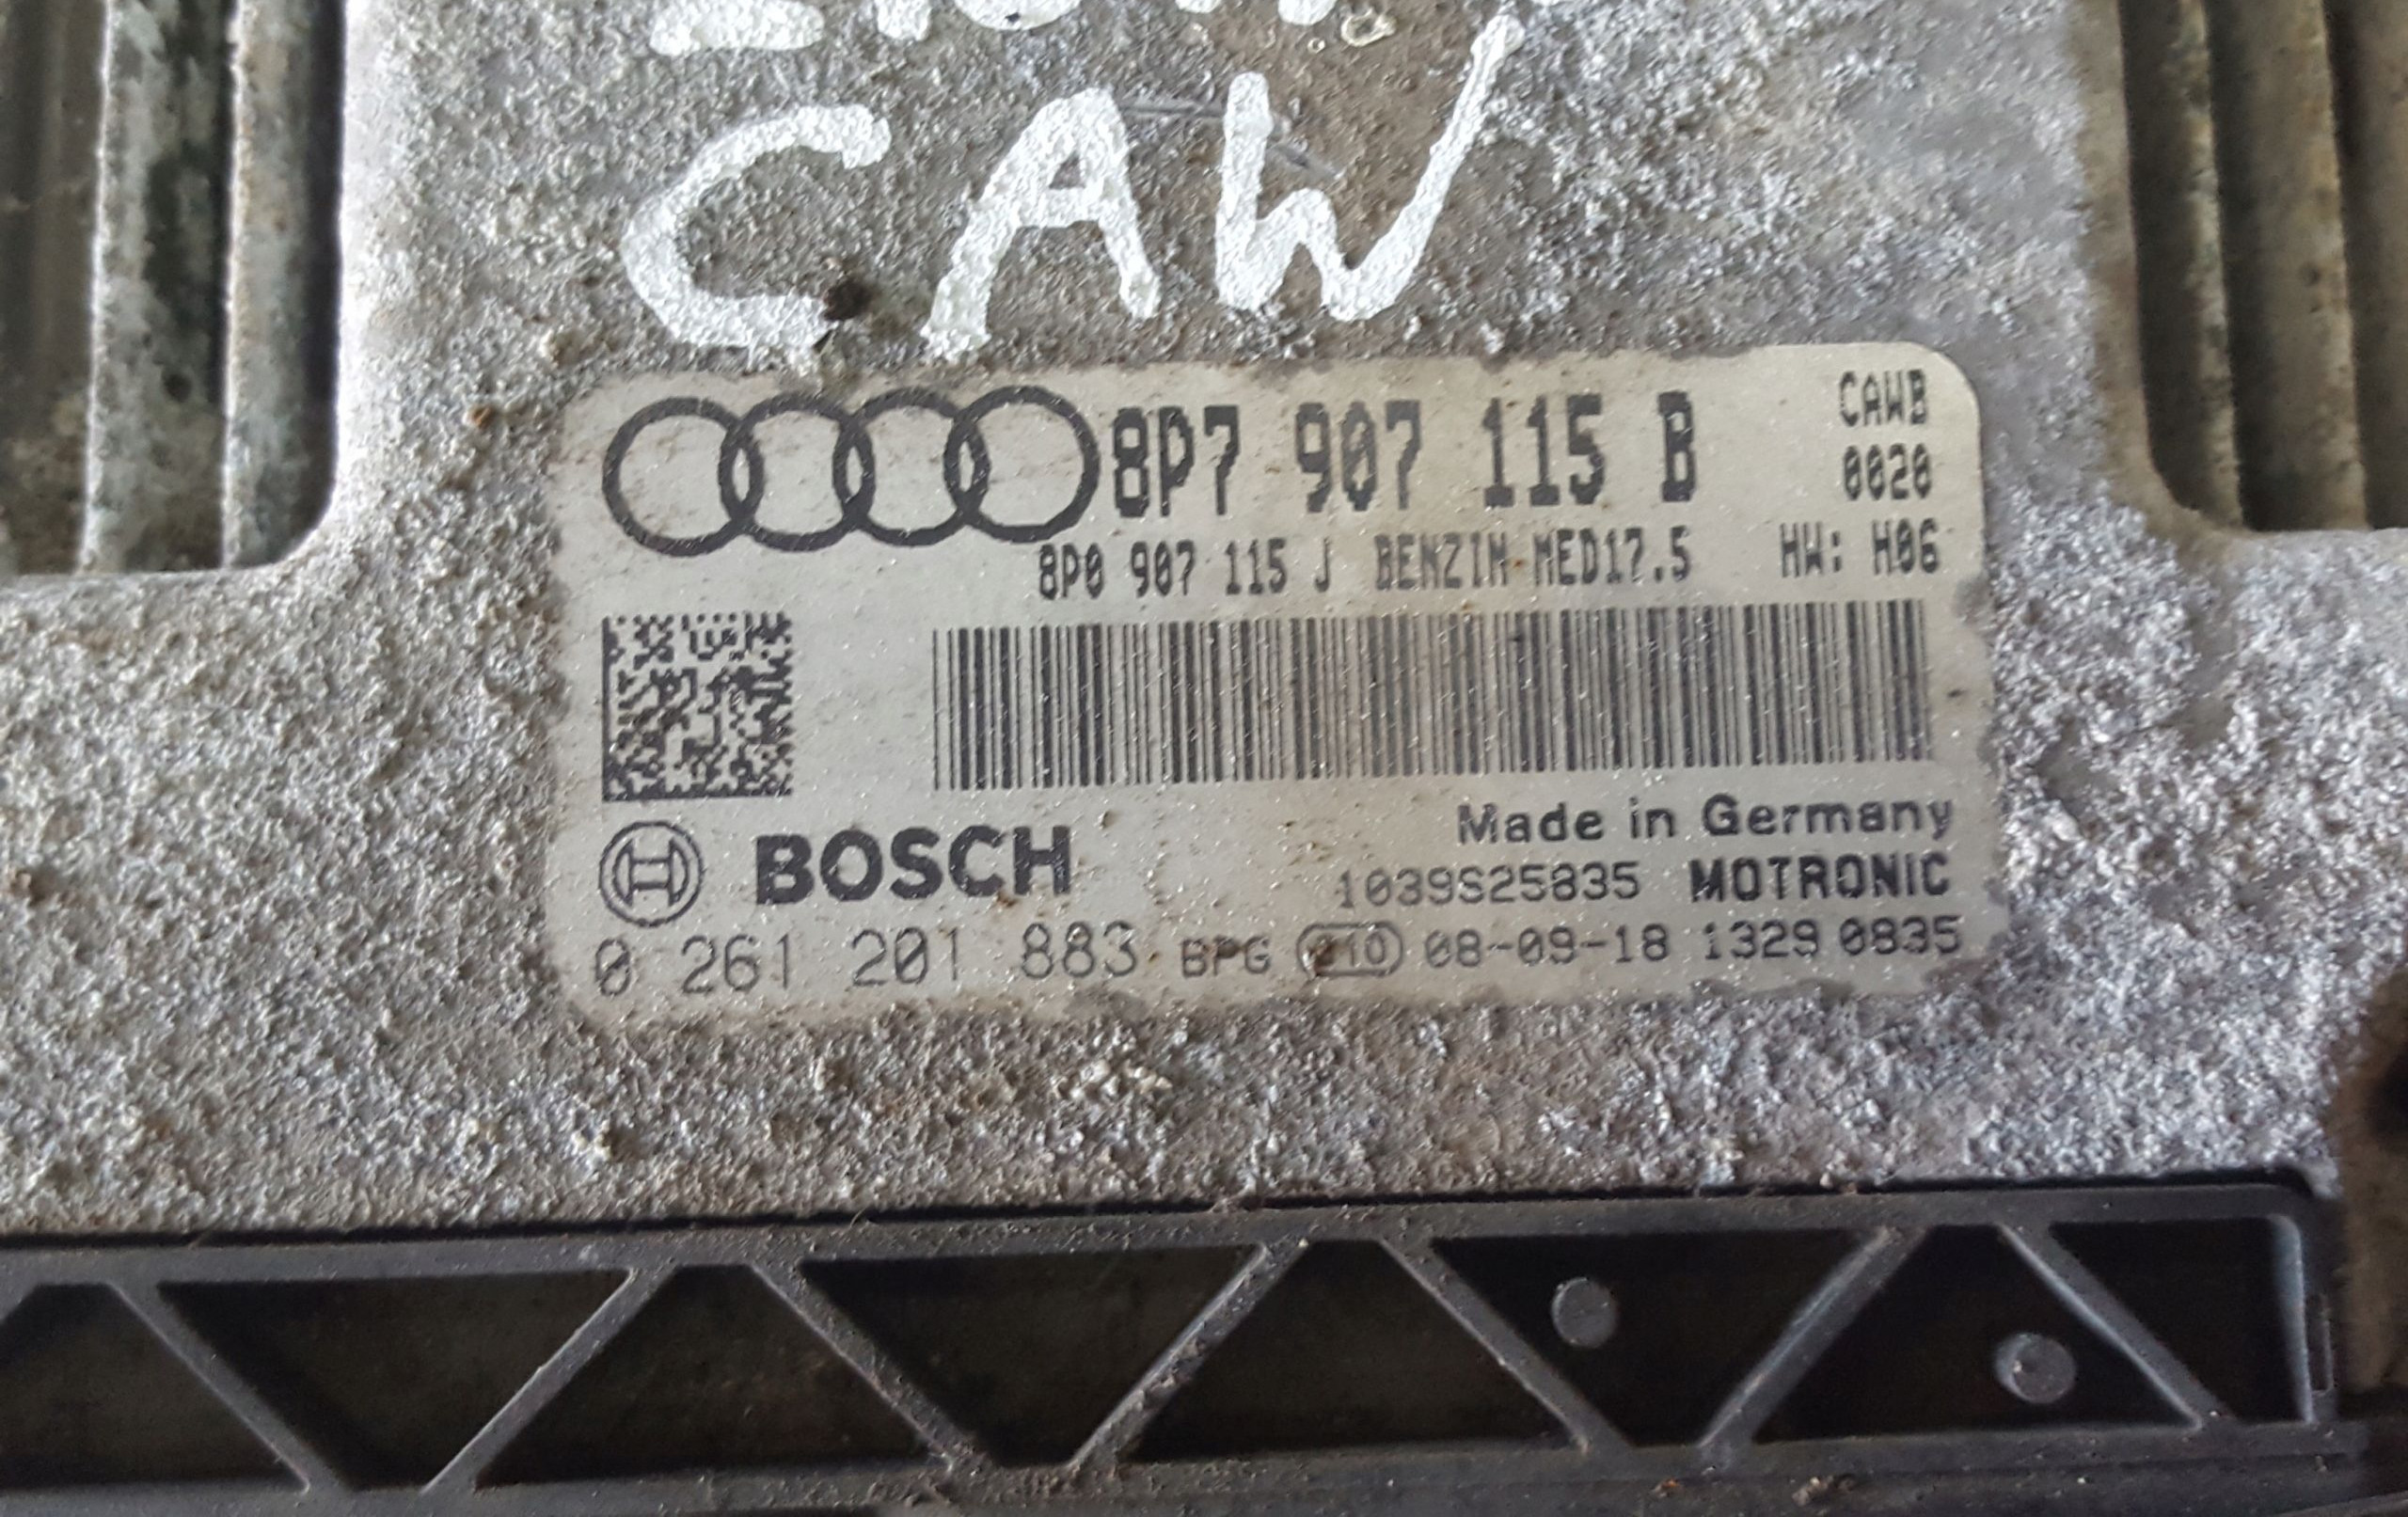 CAW
8P7 907 115 B
CAWB
0020
8P0 907 115 J BENZIN MED17.5 HW: H06
Made in Germany
BOSCH
1039S25835 MOTRONIC
0 261 201 883 BPG 210 08-09-18 1329 0835